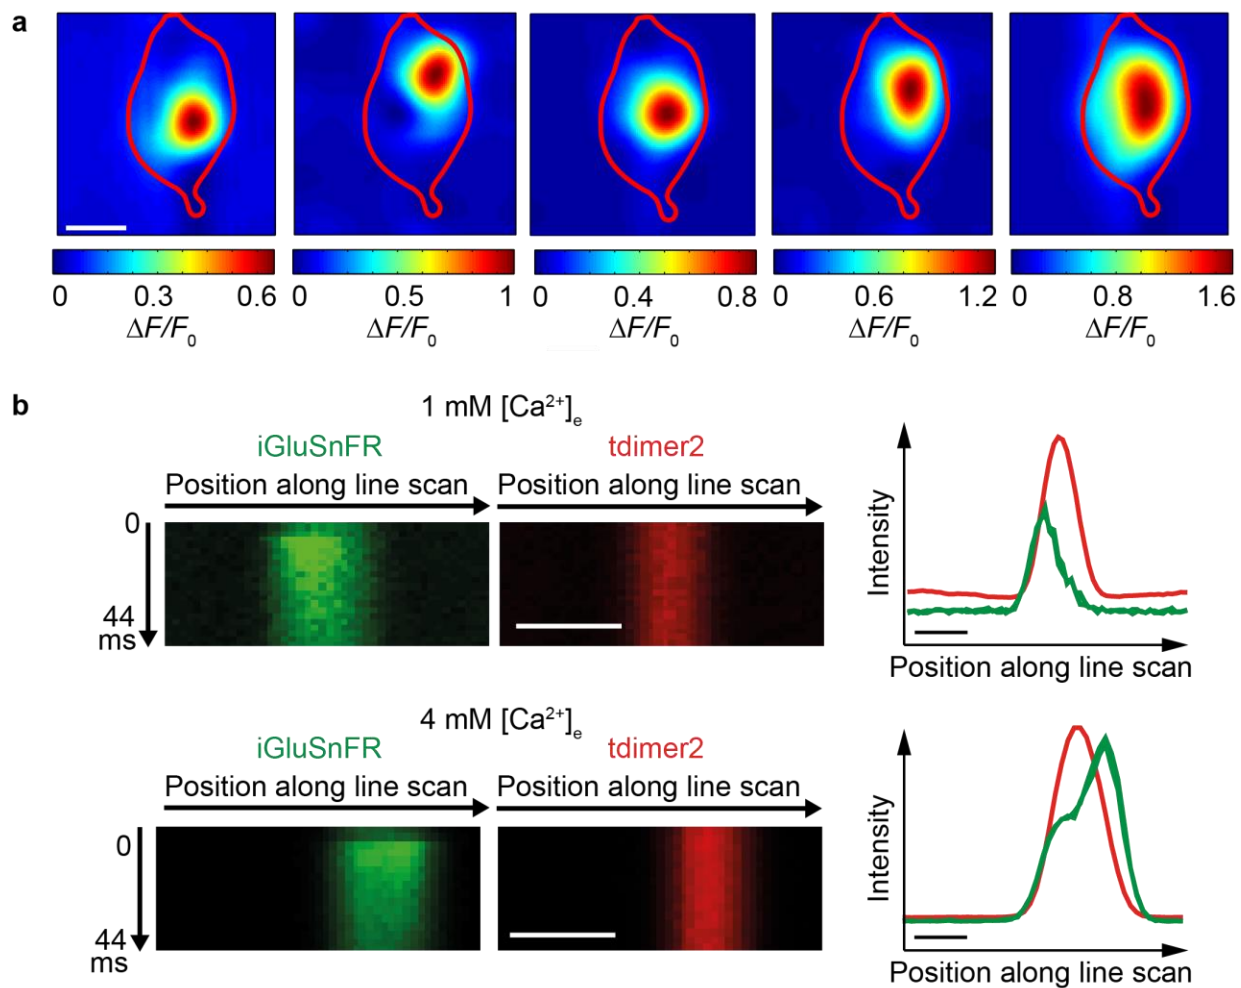 a
0 0.3 0.6
ΔF/F₀
0 0.5 1
ΔF/F₀
0 0.4 0.8
ΔF/F₀
0 0.6 1.2
ΔF/F₀
0 0.8 1.6
ΔF/F₀
b
1 mM [Ca²⁺]ₑ
iGluSnFR
tdimer2
Position along line scan
Position along line scan
0
44
ms
Intensity
Position along line scan
4 mM [Ca²⁺]ₑ
iGluSnFR
tdimer2
Position along line scan
Position along line scan
0
44
ms
Intensity
Position along line scan